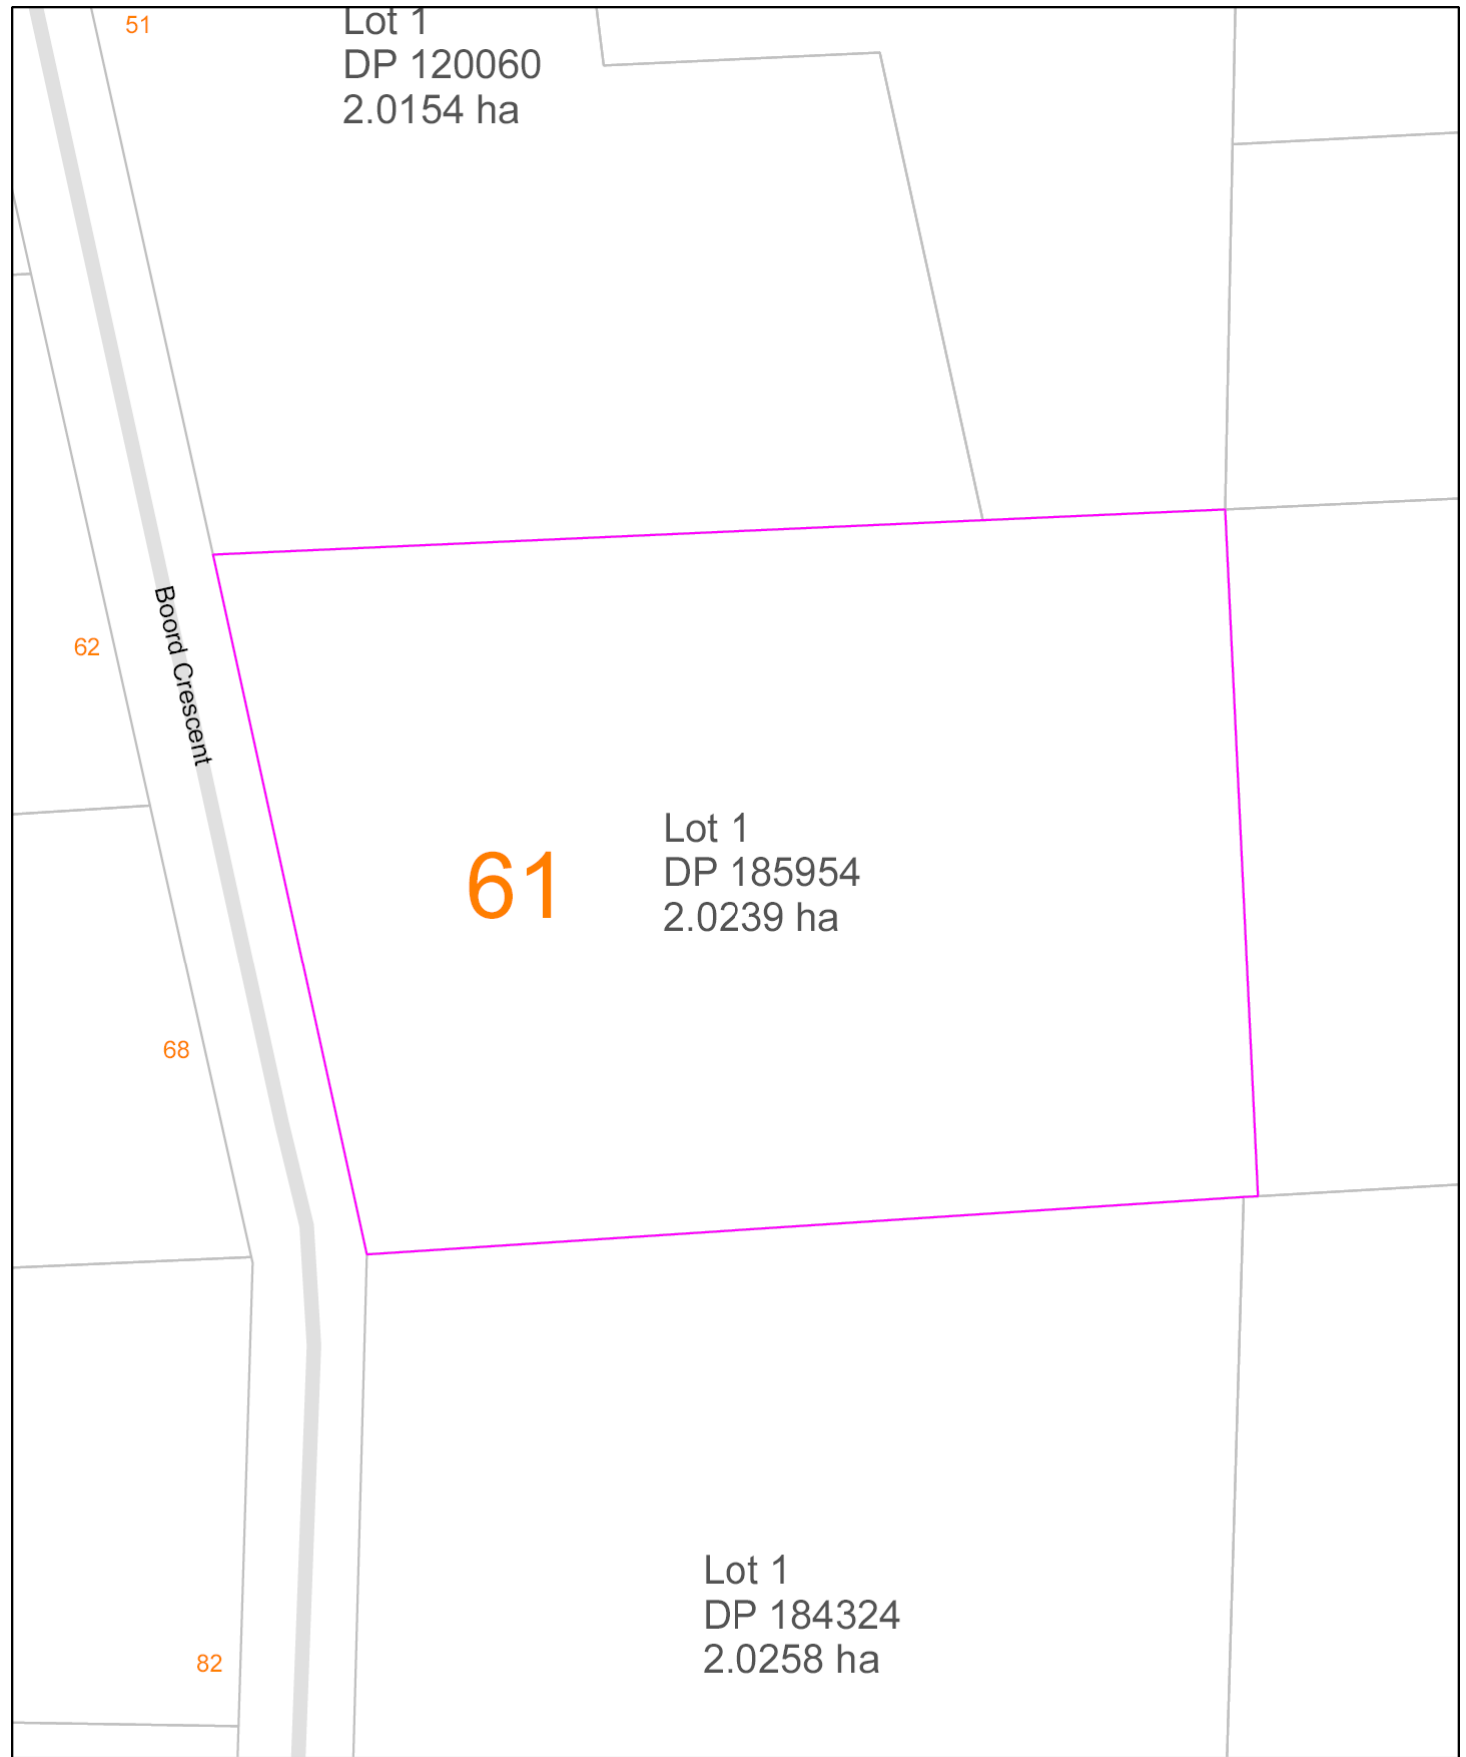 51
Lot 1
DP 120060
2.0154 ha
62
Boord Crescent
61
Lot 1
DP 185954
2.0239 ha
68
Lot 1
DP 184324
2.0258 ha
82